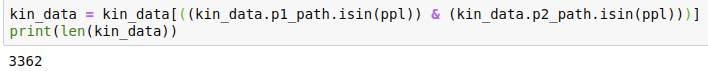 kin_data = kin_data[((kin_data.p1_path.isin(ppl)) & (kin_data.p2_path.isin(ppl)))]
print(len(kin_data))
3362